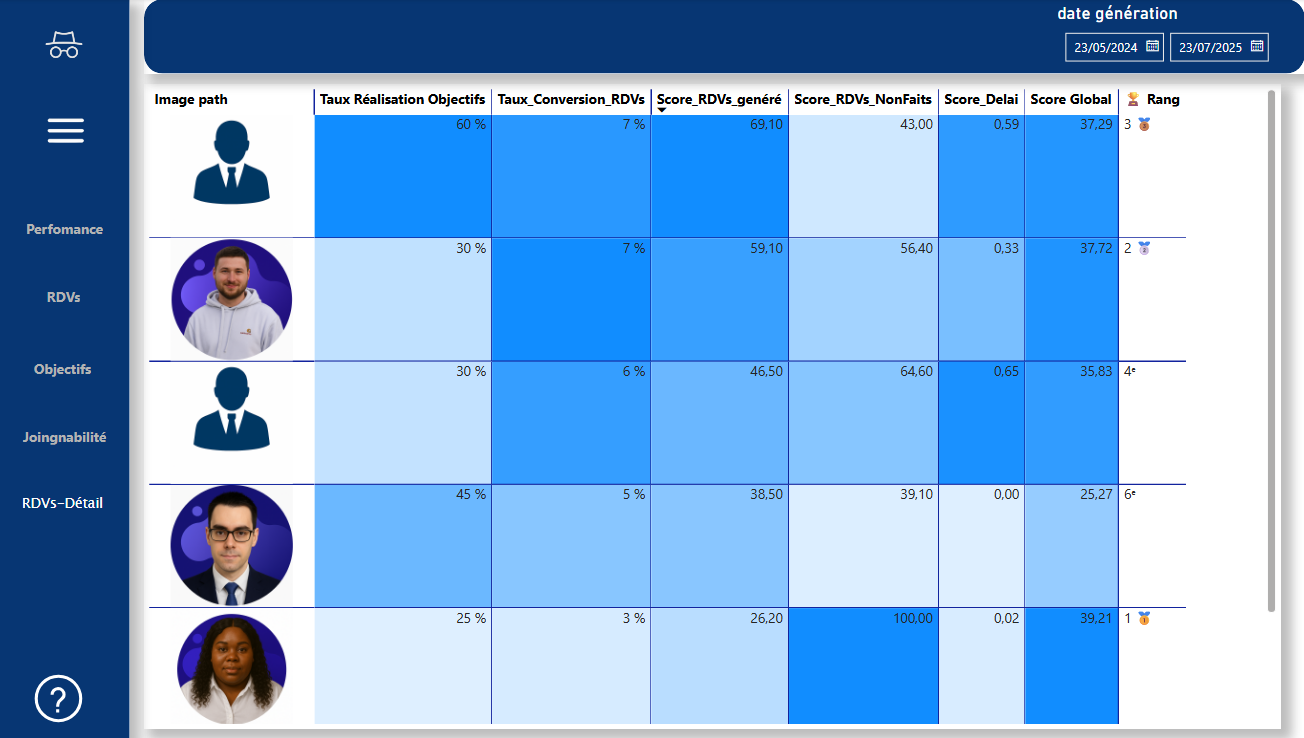 date génération
23/05/2024 23/07/2025
Image path Taux Réalisation Objectifs Taux_Conversion_RDVs Score_RDVs_genéré Score_RDVs_NonFaits Score_Delai Score Global 🏆 Rang
60 % 7 % 69,10 43,00 0,59 37,29 3 🥉
30 % 7 % 59,10 56,40 0,33 37,72 2 🥈
30 % 6 % 46,50 64,60 0,65 35,83 4ᵉ
45 % 5 % 38,50 39,10 0,00 25,27 6ᵉ
25 % 3 % 26,20 100,00 0,02 39,21 1 🥇
Perfomance
RDVs
Objectifs
Joingnabilité
RDVs-Détail
?